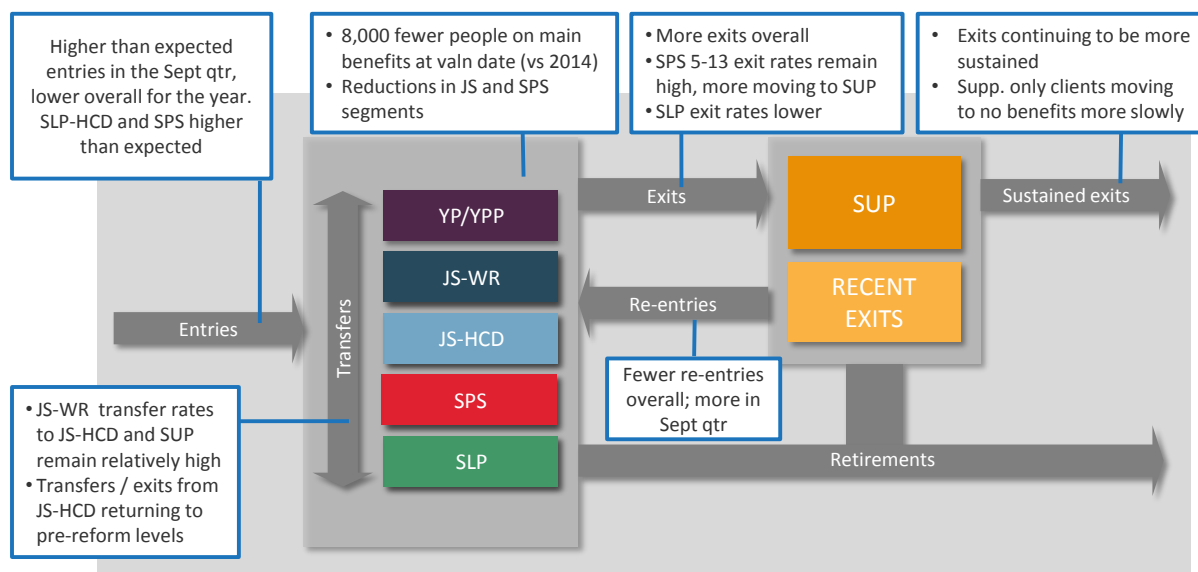 Higher than expected
entries in the Sept qtr,
lower overall for the year.
SLP-HCD and SPS higher
than expected
• 8,000 fewer people on main
benefits at valn date (vs 2014)
• Reductions in JS and SPS
segments
• More exits overall
• SPS 5-13 exit rates remain
high, more moving to SUP
• SLP exit rates lower
• Exits continuing to be more
sustained
• Supp. only clients moving
to no benefits more slowly
Entries
Transfers
YP/YPP
JS-WR
JS-HCD
SPS
SLP
Exits
Re-entries
SUP
RECENT
EXITS
Sustained exits
Fewer re-entries
overall; more in
Sept qtr
Retirements
• JS-WR transfer rates
to JS-HCD and SUP
remain relatively high
• Transfers / exits from
JS-HCD returning to
pre-reform levels